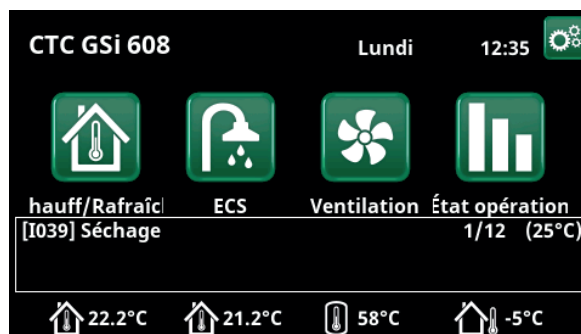 CTC GSi 608 Lundi 12:35
hauff/Rafraîcl ECS Ventilation État opération
[I039] Séchage 1/12 (25°C)
22.2°C 21.2°C 58°C -5°C